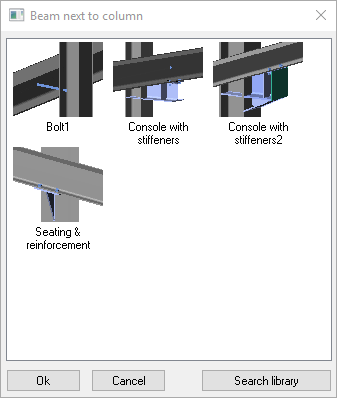 Beam next to column
Bolt1
Console with
stiffeners
Console with
stiffeners2
Seating &
reinforcement
Ok
Cancel
Search library